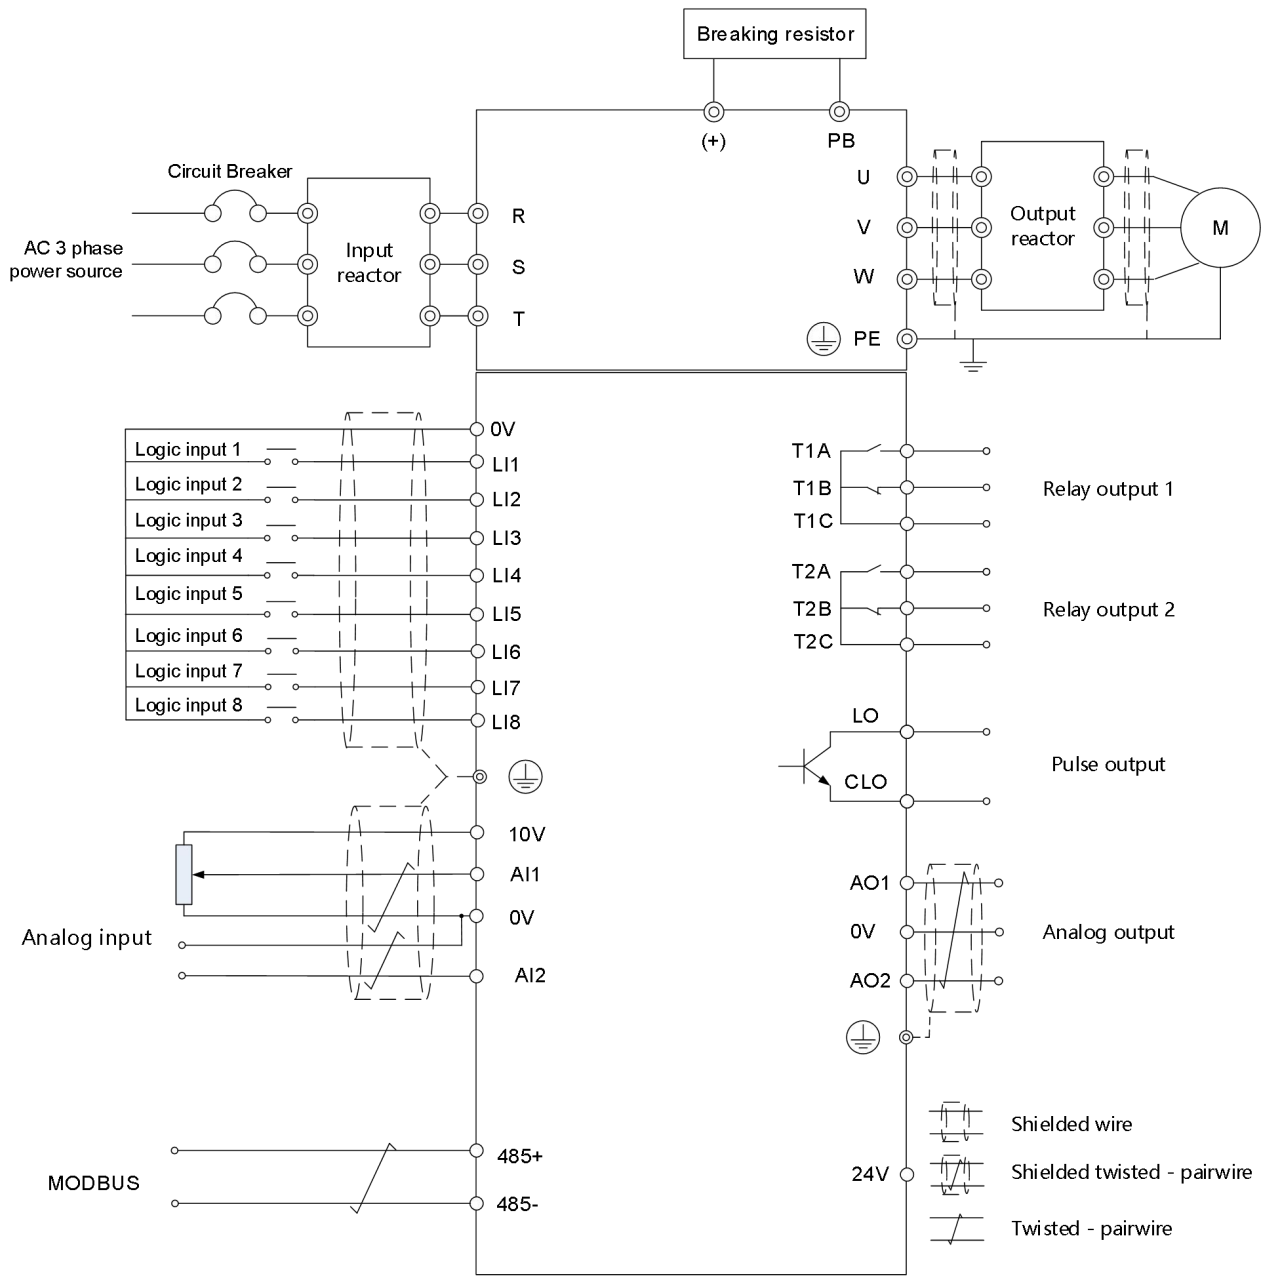 Breaking resistor
(+)
PB
Circuit Breaker
AC 3 phase
power source
Input
reactor
R
S
T
U
V
W
PE
Output
reactor
M
0V
Logic input 1
LI1
Logic input 2
LI2
Logic input 3
LI3
Logic input 4
LI4
Logic input 5
LI5
Logic input 6
LI6
Logic input 7
LI7
Logic input 8
LI8
T1A
T1B
T1C
Relay output 1
T2A
T2B
T2C
Relay output 2
LO
CLO
Pulse output
10V
AI1
0V
Analog input
AI2
AO1
0V
AO2
Analog output
MODBUS
485+
485-
24V
Shielded wire
Shielded twisted - pairwire
Twisted - pairwire